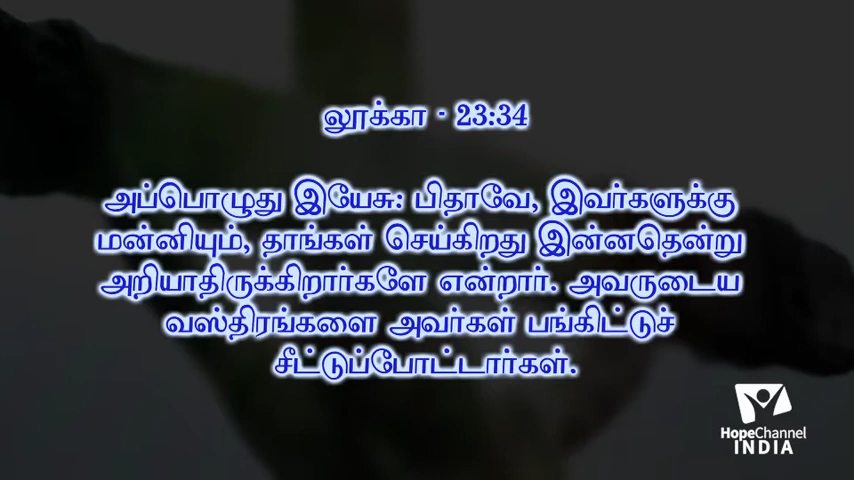 லூக்கா - 23:34
அப்பொழுது இயேசு: பிதாவே, இவர்களுக்கு
மன்னியும், தாங்கள் செய்கிறது இன்னதென்று
அறியாதிருக்கிறார்களே என்றார். அவருடைய
வஸ்திரங்களை அவர்கள் பங்கிட்டுச்
சீட்டுப்போட்டார்கள்.
HopeChannel
INDIA